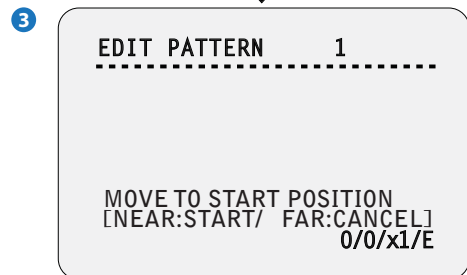 3
EDIT PATTERN 1
MOVE TO START POSITION
[NEAR:START/ FAR:CANCEL]
0/0/x1/E